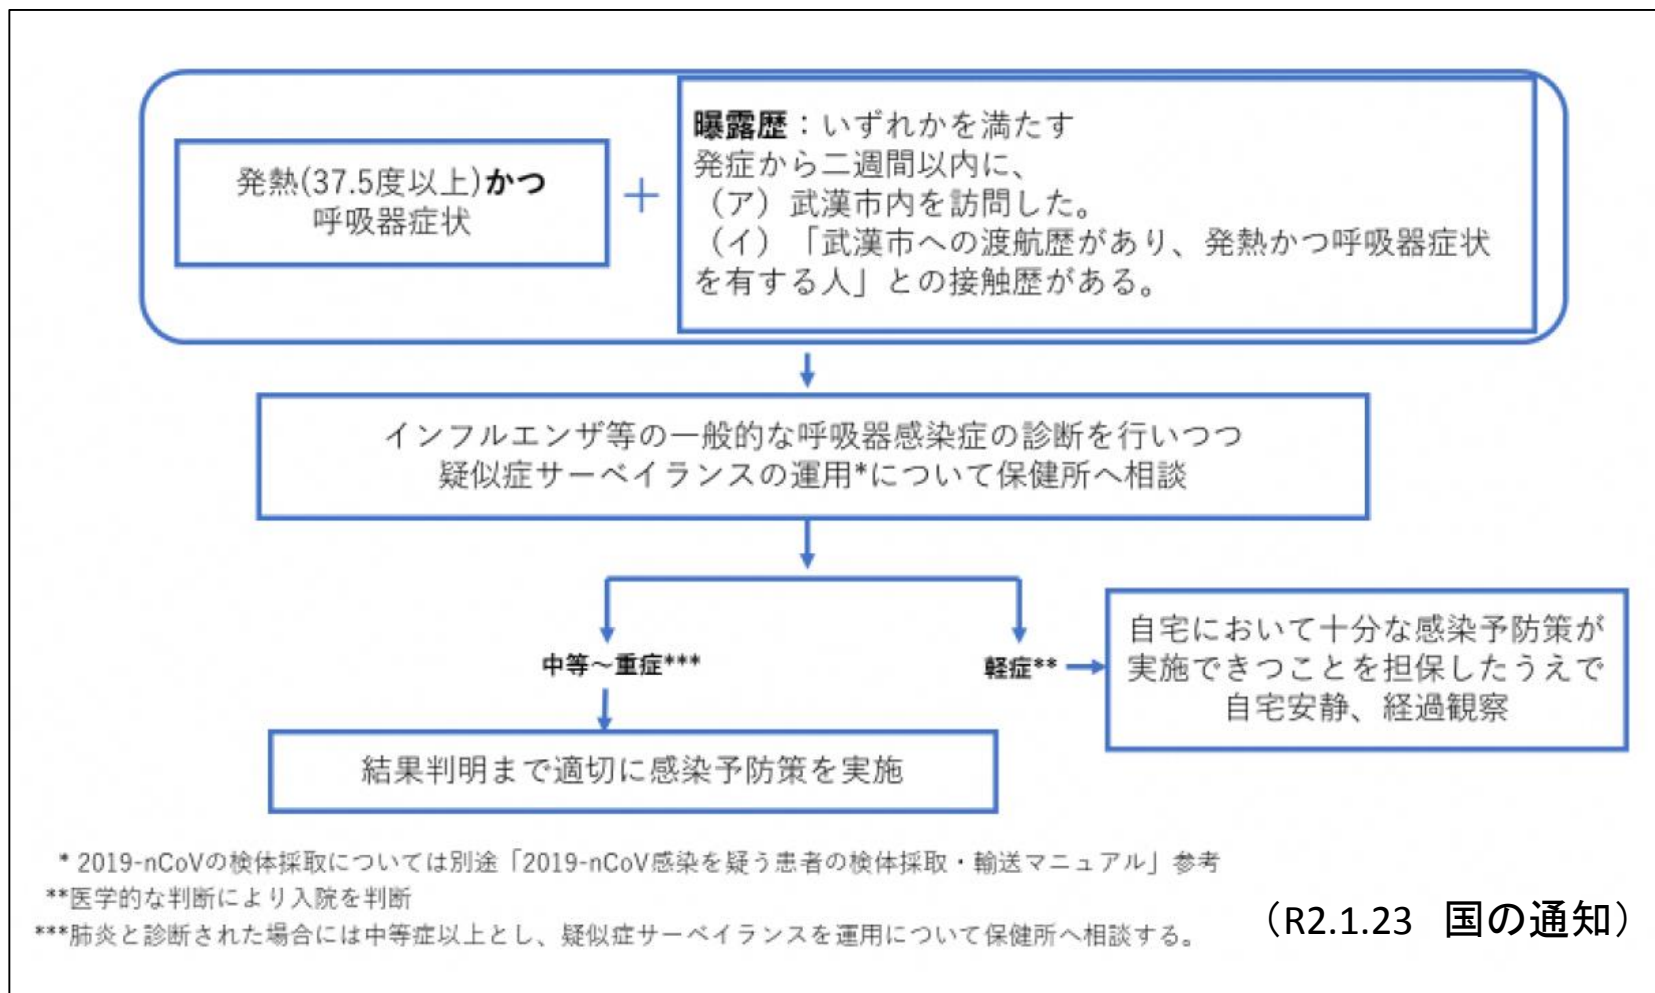 発熱(37.5度以上)かつ
呼吸器症状
+
曝露歴：いずれかを満たす
発症から二週間以内に、
（ア）武漢市内を訪問した。
（イ）「武漢市への渡航歴があり、発熱かつ呼吸器症状
を有する人」との接触歴がある。
インフルエンザ等の一般的な呼吸器感染症の診断を行いつつ
疑似症サーベイランスの運用*について保健所へ相談
中等～重症***
軽症**
自宅において十分な感染予防策が
実施できつことを担保したうえで
自宅安静、経過観察
結果判明まで適切に感染予防策を実施
* 2019-nCoVの検体採取については別途「2019-nCoV感染を疑う患者の検体採取・輸送マニュアル」参考
**医学的な判断により入院を判断
***肺炎と診断された場合には中等症以上とし、疑似症サーベイランスを運用について保健所へ相談する。
（R2.1.23　国の通知）